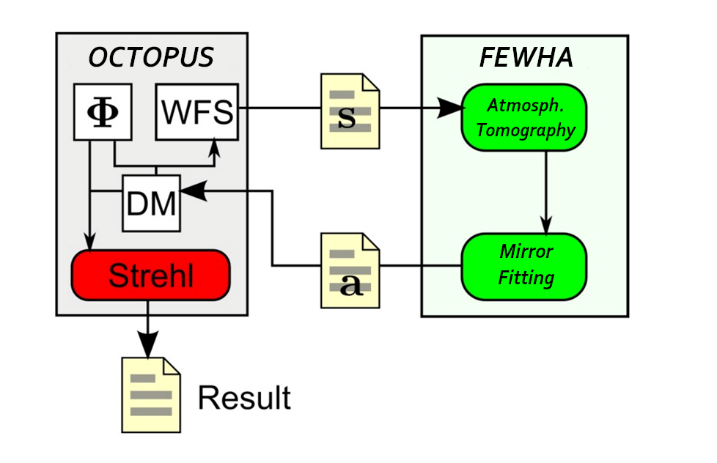 OCTOPUS
FEWHA
Φ
WFS
s
Atmosph.
Tomography
DM
Strehl
a
Mirror
Fitting
Result